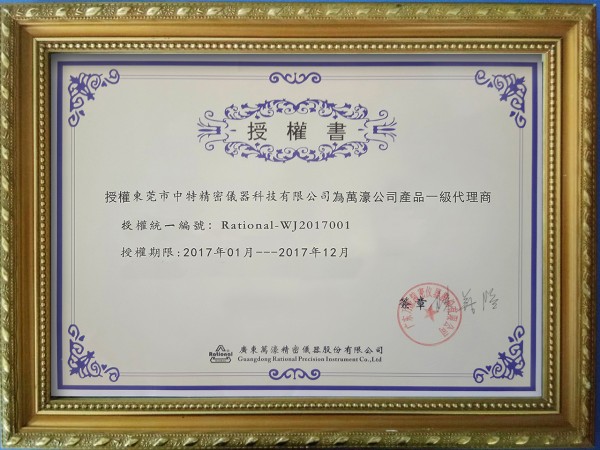 授權書
授權東莞市中特精密儀器科技有限公司為萬濠公司產品一級代理商
授權統一編號：Rational-WJ2017001
授權期限:2017年01月---2017年12月
簽章
Rational
廣東萬濠精密儀器股份有限公司
Guangdong Rational Precision Instrument Co.,Ltd